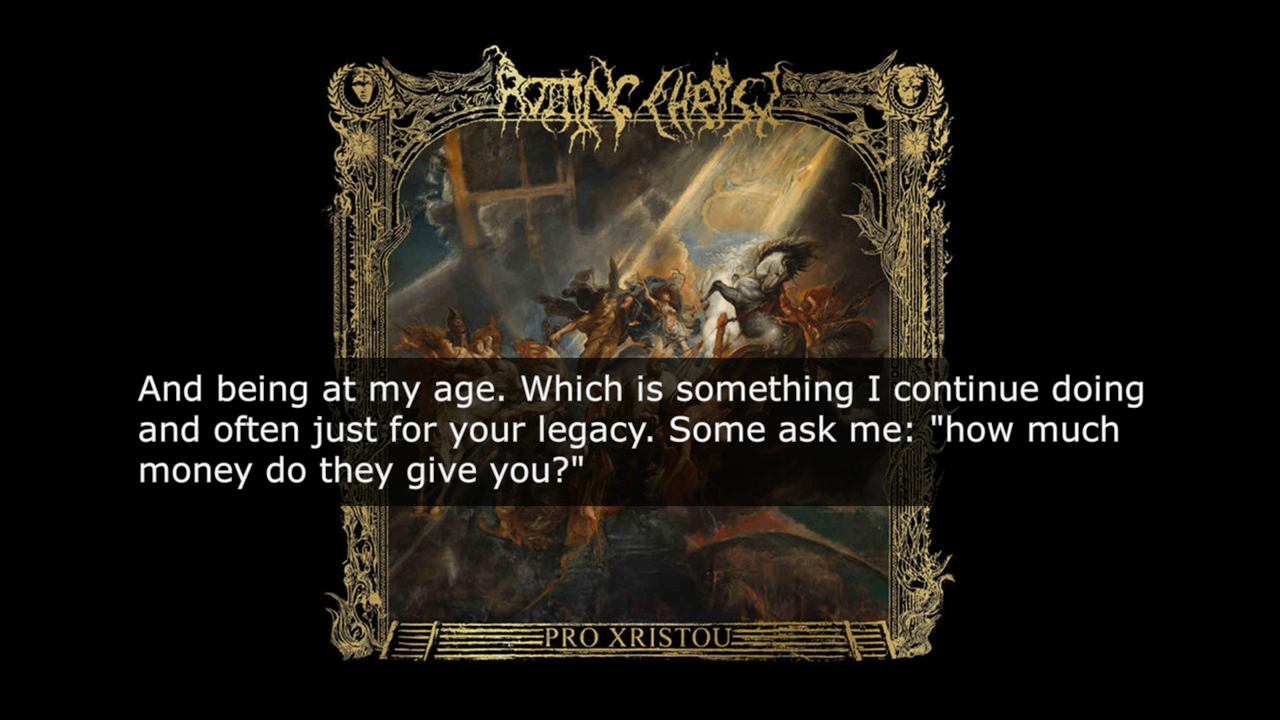 ROTTING CHRIST
And being at my age. Which is something I continue doing
and often just for your legacy. Some ask me: "how much
money do they give you?"
PRO XRISTOU